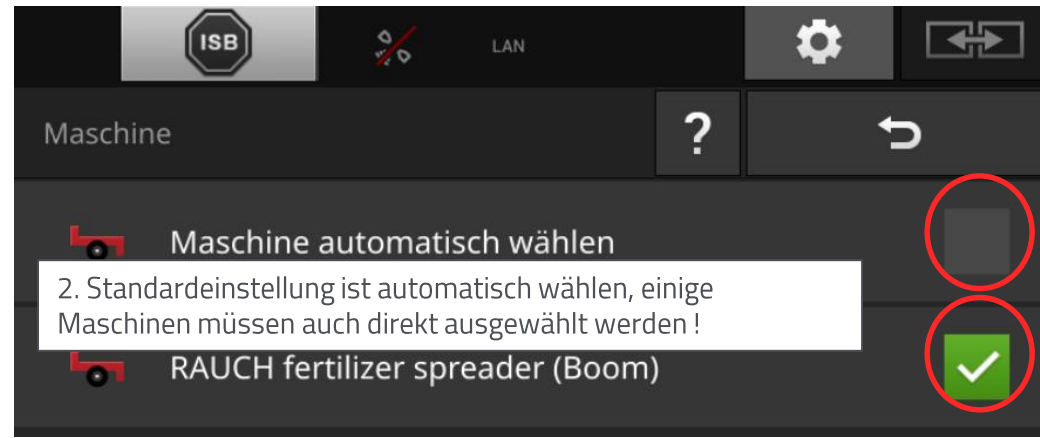 ISB
LAN
Maschine
?
Maschine automatisch wählen
2. Standardeinstellung ist automatisch wählen, einige
Maschinen müssen auch direkt ausgewählt werden !
RAUCH fertilizer spreader (Boom)